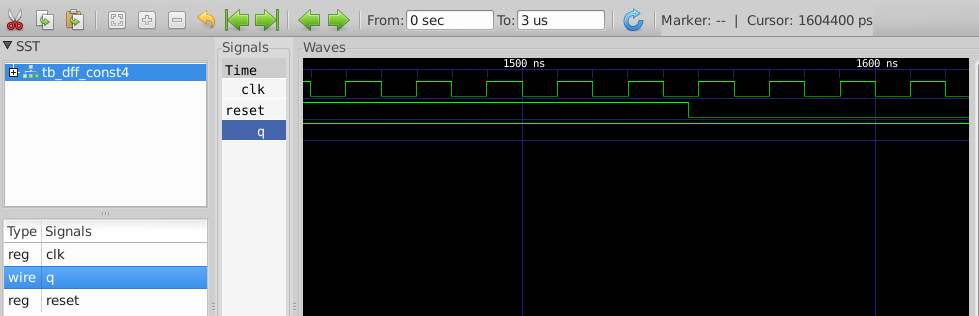 From: 0 sec To: 3 us Marker: -- | Cursor: 1604400 ps
SST
tb_dff_const4
Type Signals
reg clk
wire q
reg reset
Signals
Time
clk
reset
q
Waves
1500 ns 1600 ns